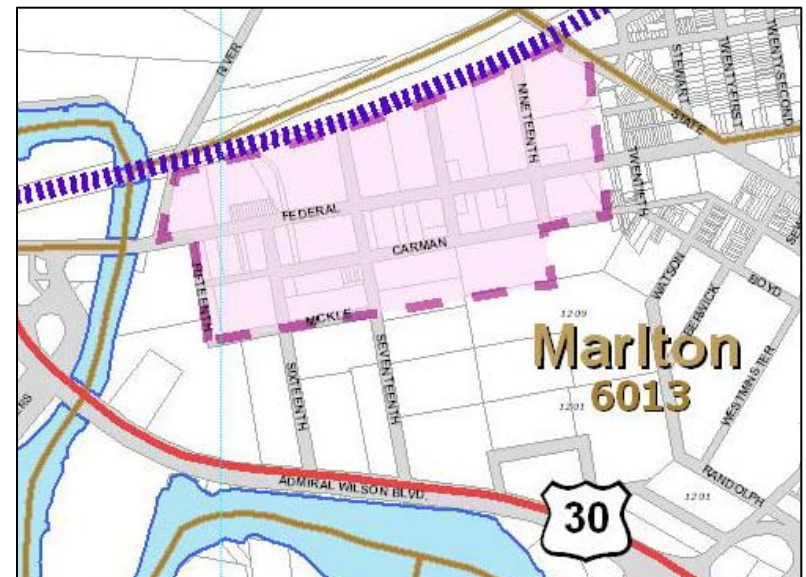 RIVER
STEWART
TWENTYFIRST
TWENTYSECOND
STATE
NINETEENTH
TWENTIETH
FEDERAL
CARMAN
FIFTEENTH
WATSON
BERWICK
BOYD
MICKLE
1209
Marlton
6013
SIXTEENTH
SEVENTEENTH
WESTMINSTER
1201
ADMIRAL WILSON BLVD.
30
RANDOLPH
1201